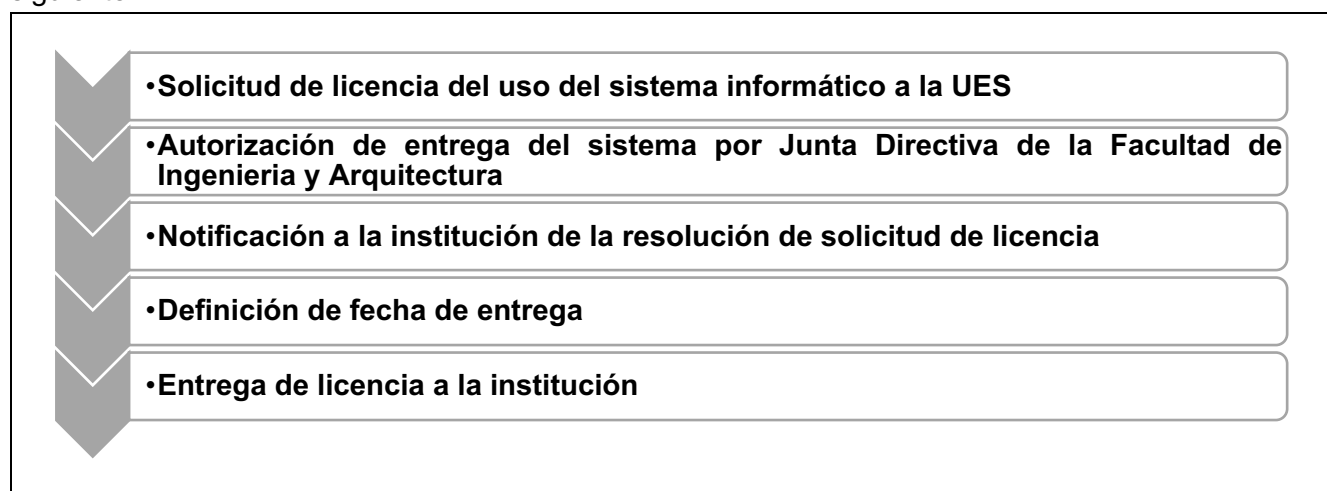 •Solicitud de licencia del uso del sistema informático a la UES
•Autorización de entrega del sistema por Junta Directiva de la Facultad de
Ingenieria y Arquitectura
•Notificación a la institución de la resolución de solicitud de licencia
•Definición de fecha de entrega
•Entrega de licencia a la institución